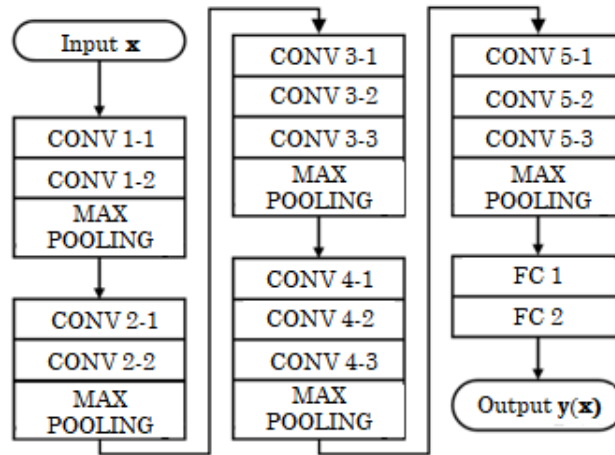 Input x
CONV 1-1
CONV 1-2
MAX
POOLING
CONV 2-1
CONV 2-2
MAX
POOLING
CONV 3-1
CONV 3-2
CONV 3-3
MAX
POOLING
CONV 4-1
CONV 4-2
CONV 4-3
MAX
POOLING
CONV 5-1
CONV 5-2
CONV 5-3
MAX
POOLING
FC 1
FC 2
Output y(x)